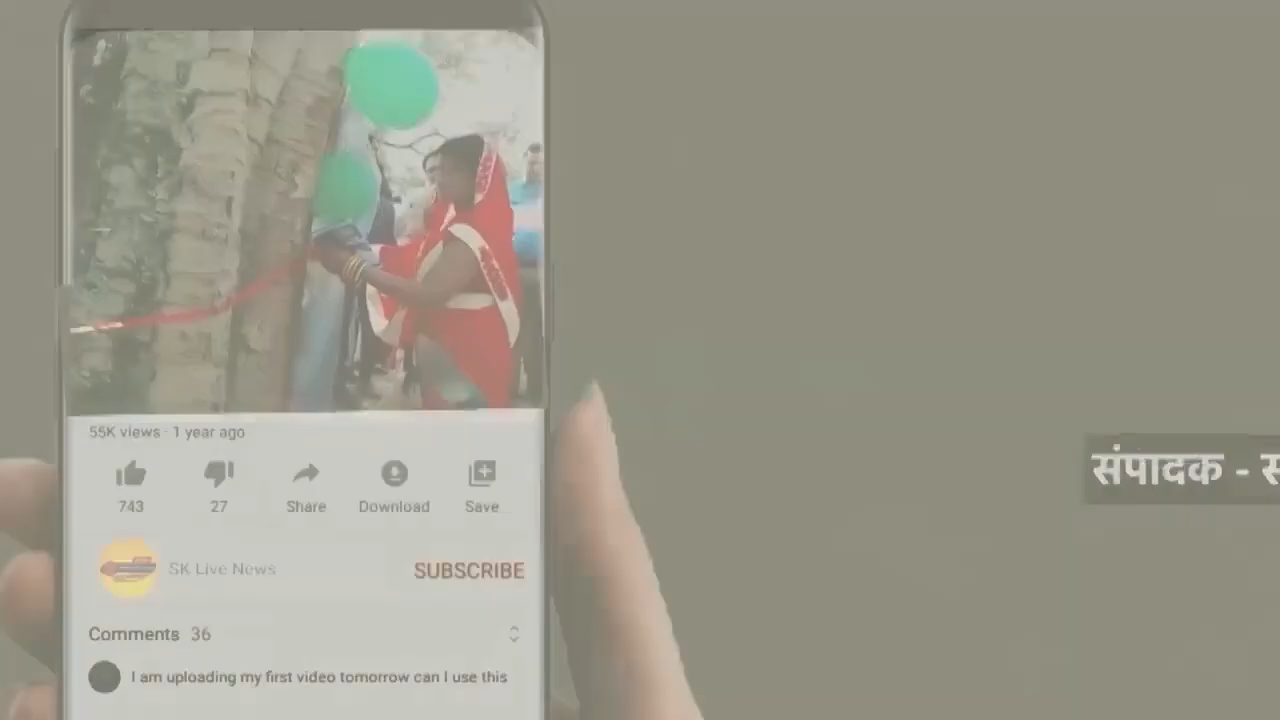 55K views · 1 year ago
743
27
Share
Download
Save
SK Live News
SUBSCRIBE
Comments 36
I am uploading my first video tomorrow can I use this
संपादक -